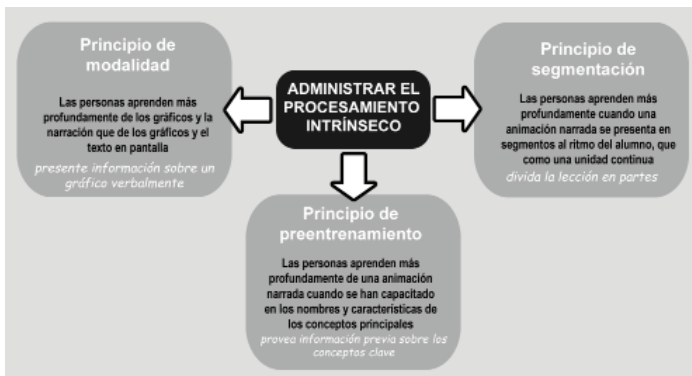 Principio de
modalidad
Las personas aprenden más
profundamente de los gráficos y la
narración que de los gráficos y el
texto en pantalla
presente información sobre un
gráfico verbalmente
ADMINISTRAR EL
PROCESAMIENTO
INTRÍNSECO
Principio de
segmentación
Las personas aprenden más
profundamente cuando una
animación narrada se presenta en
segmentos al ritmo del alumno, que
como una unidad continua
divida la lección en partes
Principio de
preentrenamiento
Las personas aprenden más
profundamente de una animación
narrada cuando se han capacitado
en los nombres y características de
los conceptos principales
provea información previa sobre los
conceptos clave